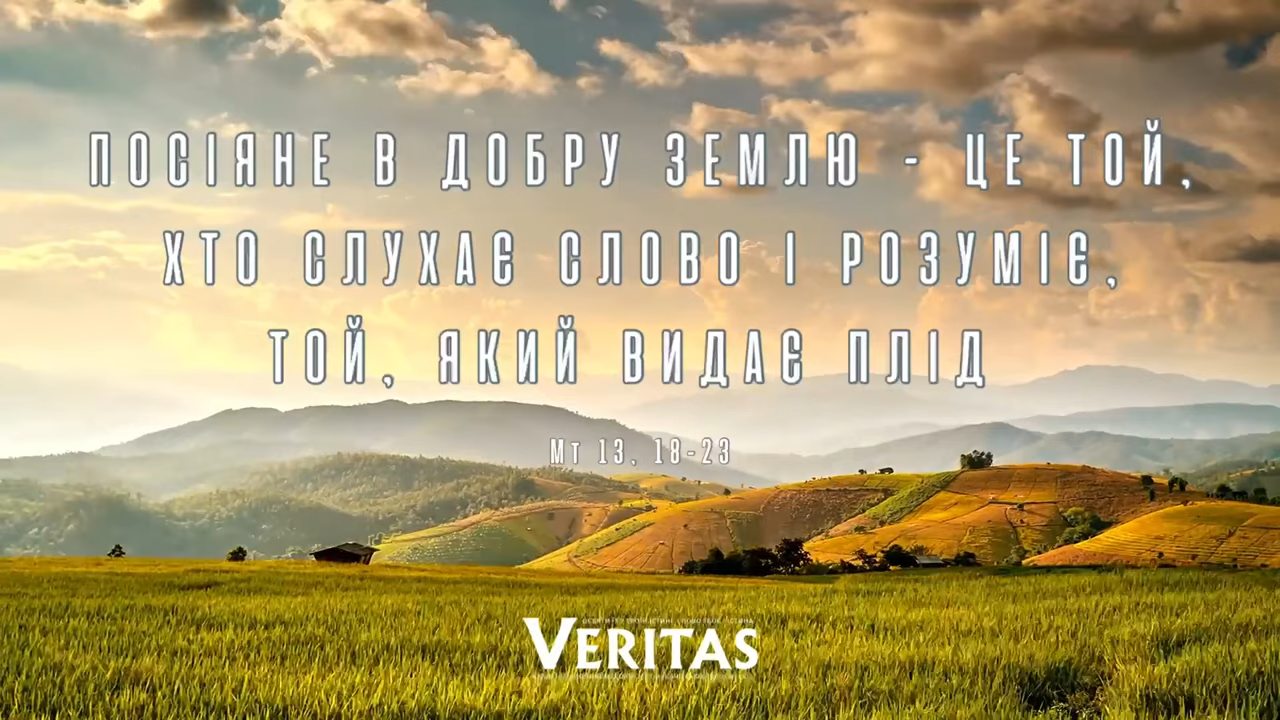 ПОСІЯНЕ В ДОБРУ ЗЕМЛЮ - ЦЕ ТОЙ,
ХТО СЛУХАЄ СЛОВО І РОЗУМІЄ,
ТОЙ, ЯКИЙ ВИДАЄ ПЛІД
Мт 13, 18-23
VERITAS